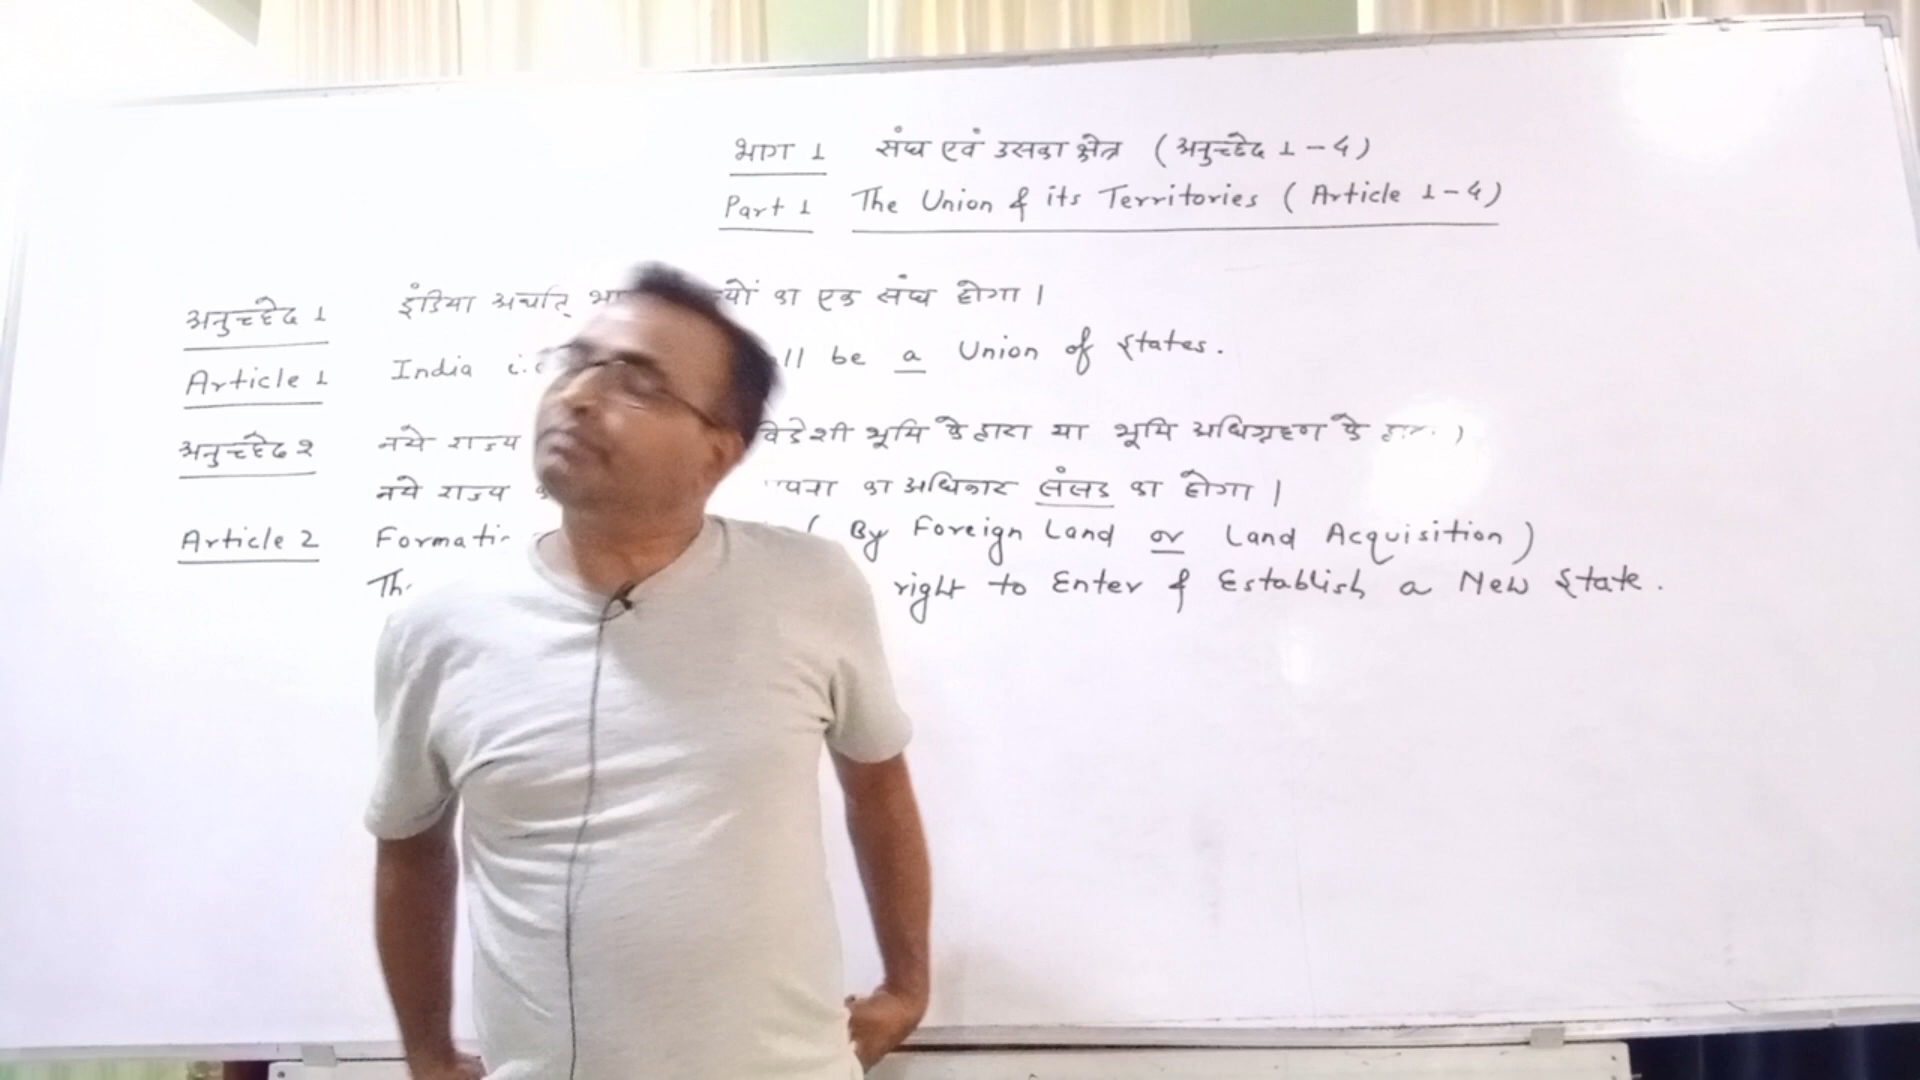 भाग 1 संघ एवं उसका क्षेत्र (अनुच्छेद 1-4)
Part 1 The Union & its Territories (Article 1-4)
अनुच्छेद 1 इंडिया अर्थात् का एक संघ होगा।
Article 1 India be a Union of States.
अनुच्छेद 2 नये राज्य विदेशी भूमि के द्वारा या भूमि अधिग्रहण के
नये राज्य का अधिकार संसद का होगा।
Article 2 (By Foreign Land or Land Acquisition)
right to Enter & Establish a New State.